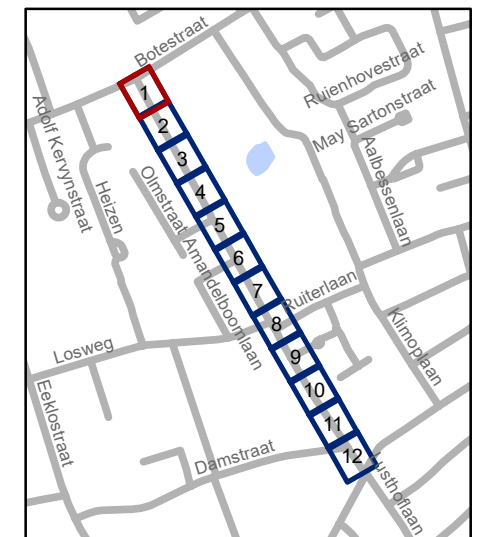 Botestraat
Ruienhovestraat
May Sartonstraat
Adolf Kervynstraat
Aalbessenlaan
Heizen
Olmstraat
Amandelboomlaan
1
2
3
4
5
6
7
8
9
10
11
12
Ruiterlaan
Klimoplaan
Losweg
Eeklostraat
Damstraat
Lusthoflaan